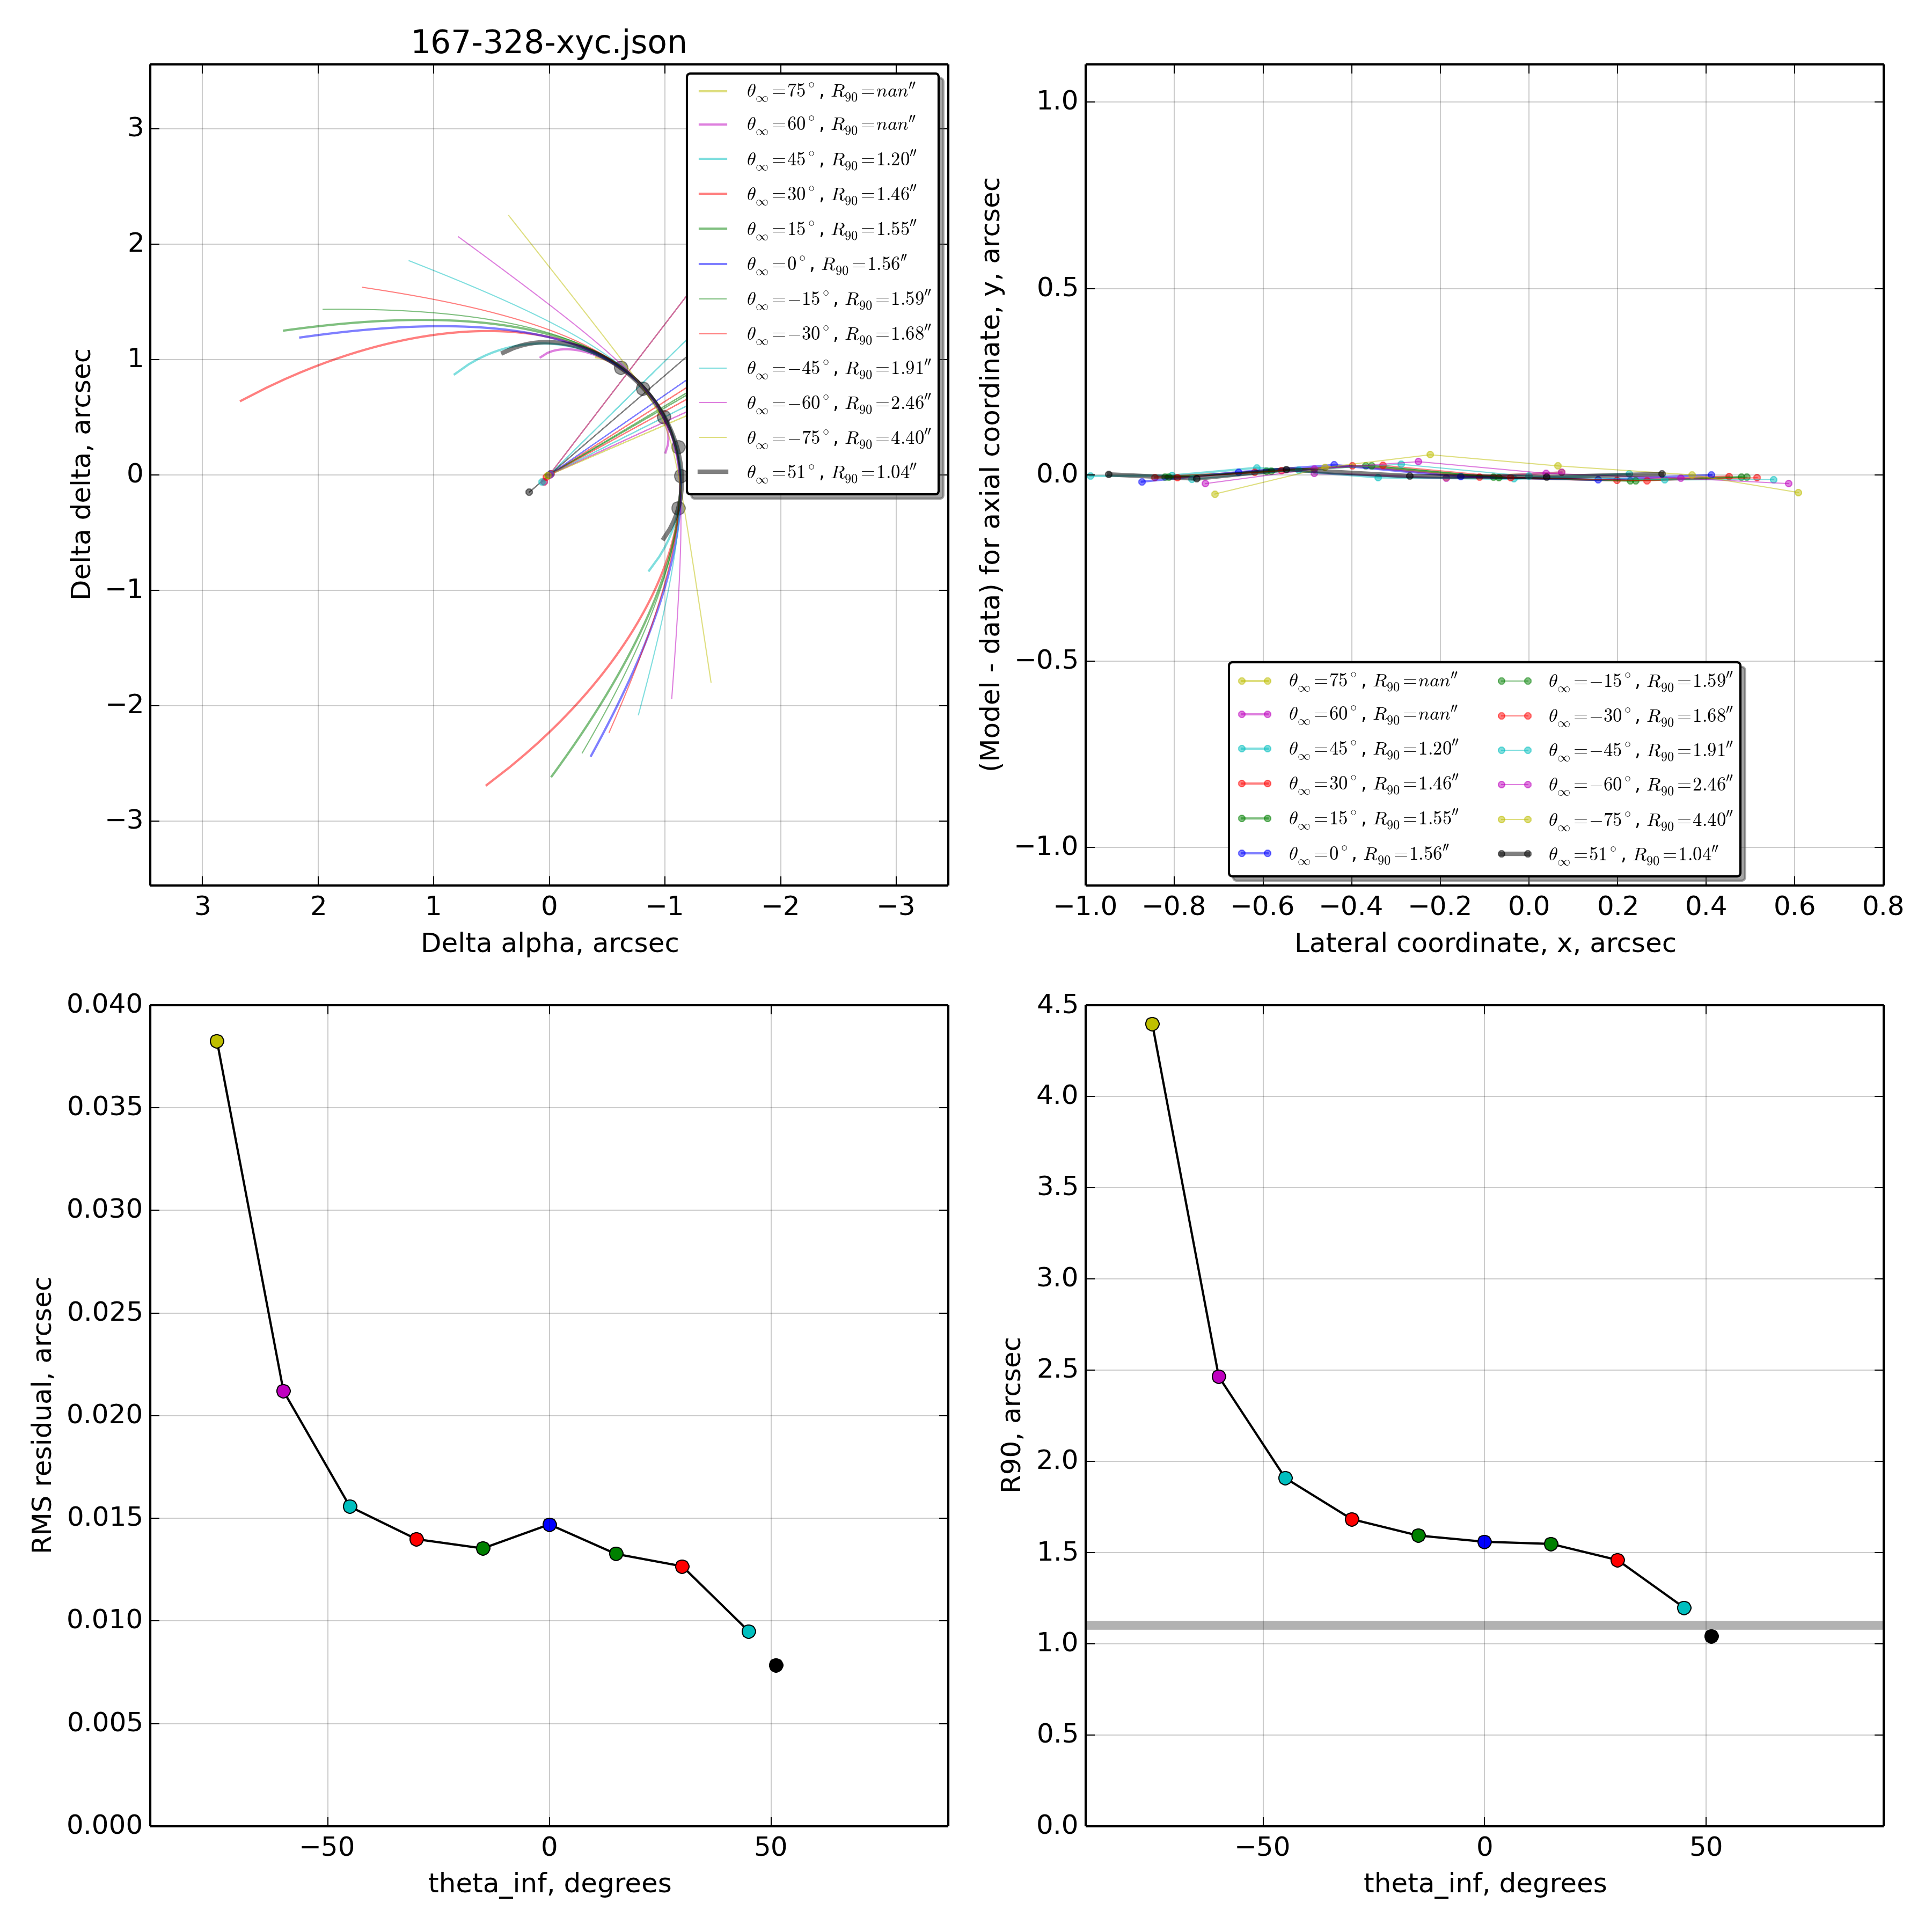 167-328-xyc.json
θ∞=75°, R90=nan″
θ∞=60°, R90=nan″
θ∞=45°, R90=1.20″
θ∞=30°, R90=1.46″
θ∞=15°, R90=1.55″
θ∞=0°, R90=1.56″
θ∞=−15°, R90=1.59″
θ∞=−30°, R90=1.68″
θ∞=−45°, R90=1.91″
θ∞=−60°, R90=2.46″
θ∞=−75°, R90=4.40″
θ∞=51°, R90=1.04″
3
2
1
0
−1
−2
−3
Delta delta, arcsec
3 2 1 0 −1 −2 −3
Delta alpha, arcsec
1.0
0.5
0.0
−0.5
−1.0
(Model - data) for axial coordinate, y, arcsec
θ∞=75°, R90=nan″
θ∞=60°, R90=nan″
θ∞=45°, R90=1.20″
θ∞=30°, R90=1.46″
θ∞=15°, R90=1.55″
θ∞=0°, R90=1.56″
θ∞=−15°, R90=1.59″
θ∞=−30°, R90=1.68″
θ∞=−45°, R90=1.91″
θ∞=−60°, R90=2.46″
θ∞=−75°, R90=4.40″
θ∞=51°, R90=1.04″
−1.0 −0.8 −0.6 −0.4 −0.2 0.0 0.2 0.4 0.6 0.8
Lateral coordinate, x, arcsec
0.040
0.035
0.030
0.025
0.020
0.015
0.010
0.005
0.000
RMS residual, arcsec
−50 0 50
theta_inf, degrees
4.5
4.0
3.5
3.0
2.5
2.0
1.5
1.0
0.5
0.0
R90, arcsec
−50 0 50
theta_inf, degrees